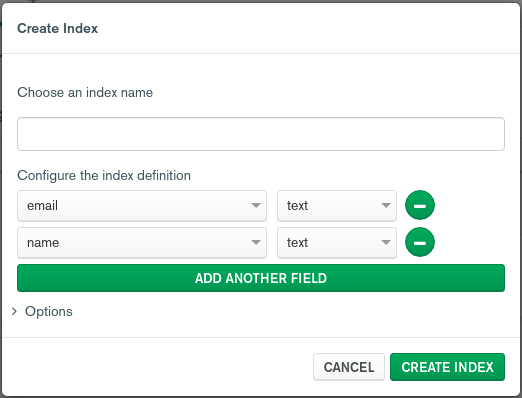 Create Index
Choose an index name
Configure the index definition
email text
name text
ADD ANOTHER FIELD
Options
CANCEL CREATE INDEX